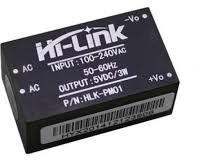 Hi-Link
AC
INPUT: 100-240VAC
+Vo
50-60Hz
AC
OUTPUT: 5VDC/3W
-Vo
P/N: HLK-PM01